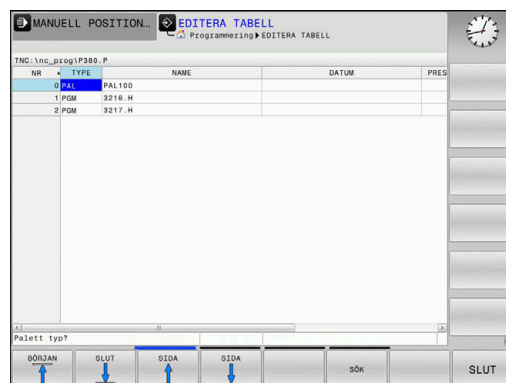 MANUELL POSITION...
EDITERA TABELL
Programmering EDITERA TABELL
TNC:\nc_prog\P380.P
NR TYPE NAME DATUM PRES
0 PAL PAL100
1 PGM 3216.H
2 PGM 3217.H
Palett typ?
BÖRJAN SLUT SIDA SIDA SÖK SLUT